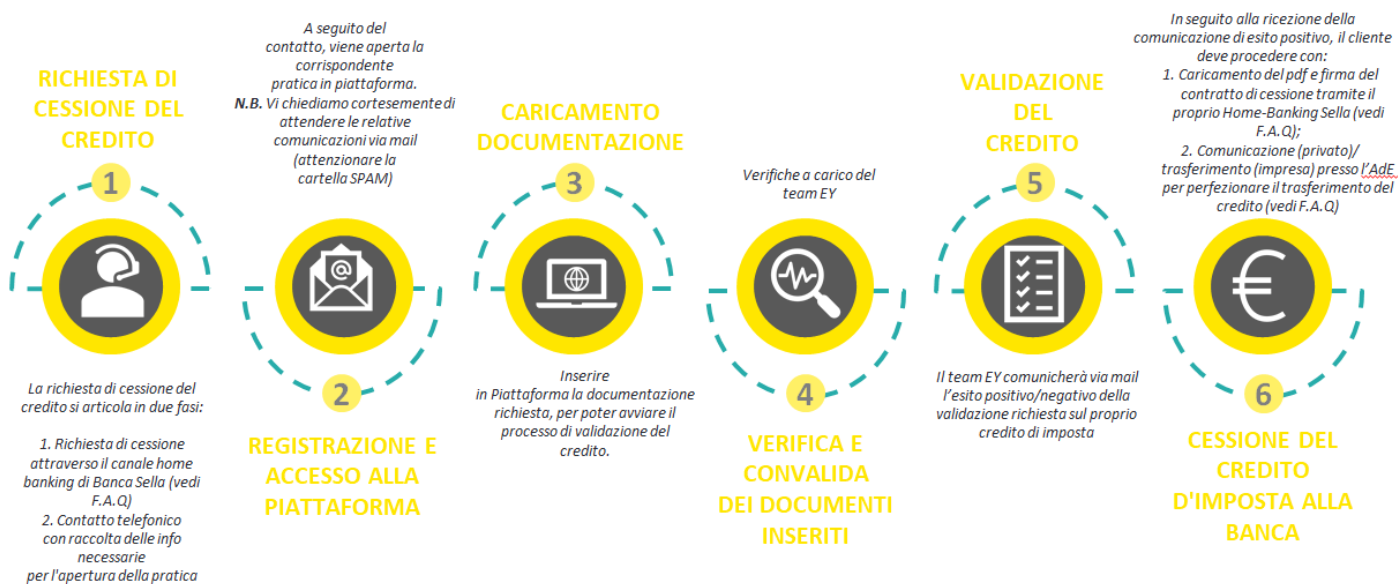 RICHIESTA DI
CESSIONE DEL
CREDITO
1
La richiesta di cessione del
credito si articola in due fasi:
1. Richiesta di cessione
attraverso il canale home
banking di Banca Sella (vedi
F.A.Q)
2. Contatto telefonico
con raccolta delle info
necessarie
per l'apertura della pratica
A seguito del
contatto, viene aperta la
corrispondente
pratica in piattaforma.
N.B. Vi chiediamo cortesemente di
attendere le relative
comunicazioni via mail
(attenzionare la
cartella SPAM)
@
2
REGISTRAZIONE E
ACCESSO ALLA
PIATTAFORMA
CARICAMENTO
DOCUMENTAZIONE
3
Inserire
in Piattaforma la documentazione
richiesta, per poter avviare il
processo di validazione del
credito.
Verifiche a carico del
team EY
4
VERIFICA E
CONVALIDA
DEI DOCUMENTI
INSERITI
VALIDAZIONE
DEL
CREDITO
5
Il team EY comunicherà via mail
l’esito positivo/negativo della
validazione richiesta sul proprio
credito di imposta
In seguito alla ricezione della
comunicazione di esito positivo, il cliente
deve procedere con:
1. Caricamento del pdf e firma del
contratto di cessione tramite il
proprio Home-Banking Sella (vedi
F.A.Q);
2. Comunicazione (privato)/
trasferimento (impresa) presso l’AdE
per perfezionare il trasferimento del
credito (vedi F.A.Q)
€
6
CESSIONE DEL
CREDITO
D'IMPOSTA ALLA
BANCA